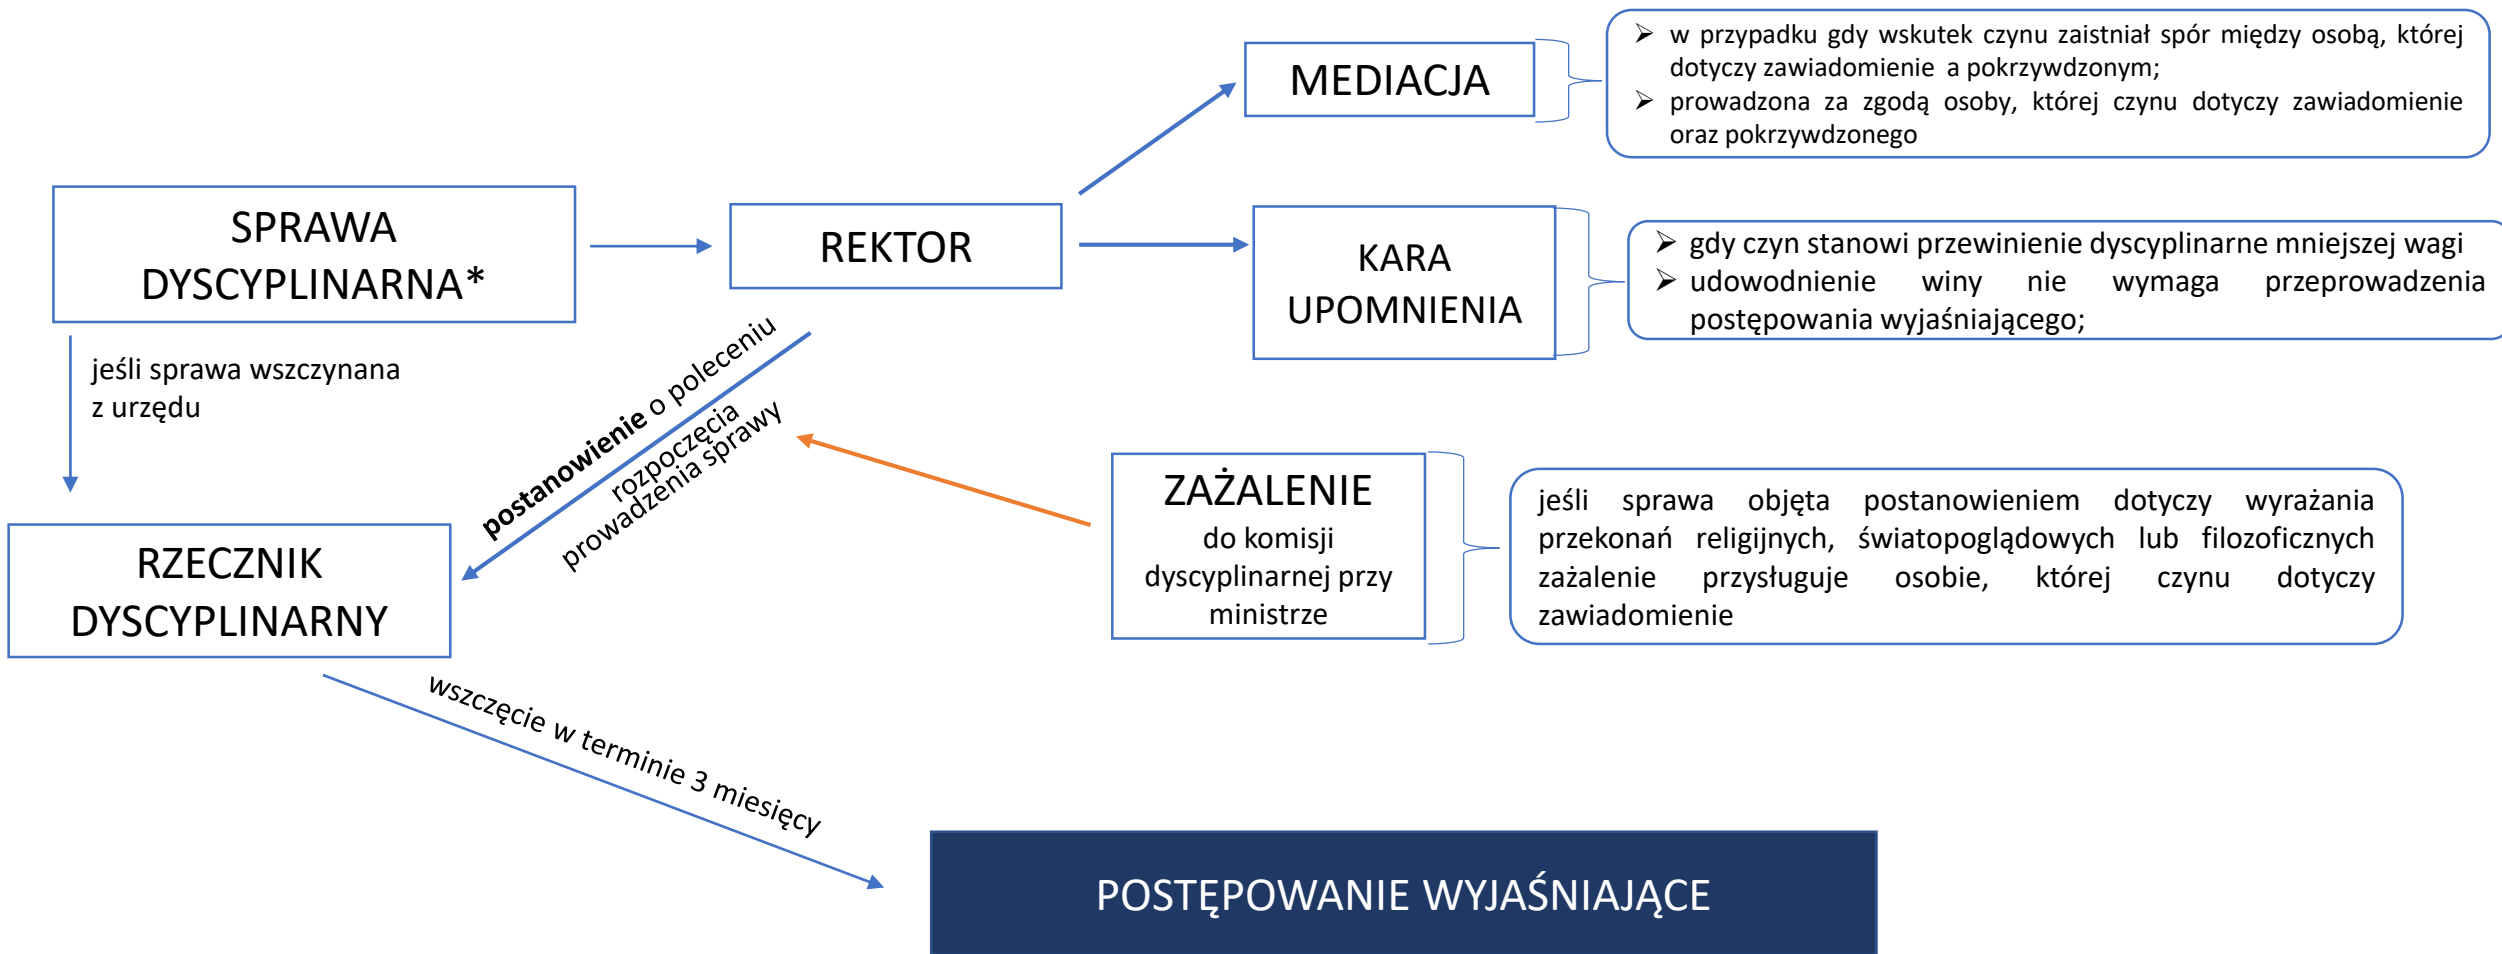 MEDIACJA
➢ w przypadku gdy wskutek czynu zaistniał spór między osobą, której
dotyczy zawiadomienie a pokrzywdzonym;
➢ prowadzona za zgodą osoby, której czynu dotyczy zawiadomienie
oraz pokrzywdzonego
SPRAWA
DYSCYPLINARNA*
REKTOR
KARA
UPOMNIENIA
➢ gdy czyn stanowi przewinienie dyscyplinarne mniejszej wagi
➢ udowodnienie winy nie wymaga przeprowadzenia
postępowania wyjaśniającego;
jeśli sprawa wszczynana
z urzędu
postanowienie o poleceniu
rozpoczęcia
prowadzenia sprawy
ZAŻALENIE
do komisji
dyscyplinarnej przy
ministrze
jeśli sprawa objęta postanowieniem dotyczy wyrażania
przekonań religijnych, światopoglądowych lub filozoficznych
zażalenie przysługuje osobie, której czynu dotyczy
zawiadomienie
RZECZNIK
DYSCYPLINARNY
wszczęcie w terminie 3 miesięcy
POSTĘPOWANIE WYJAŚNIAJĄCE